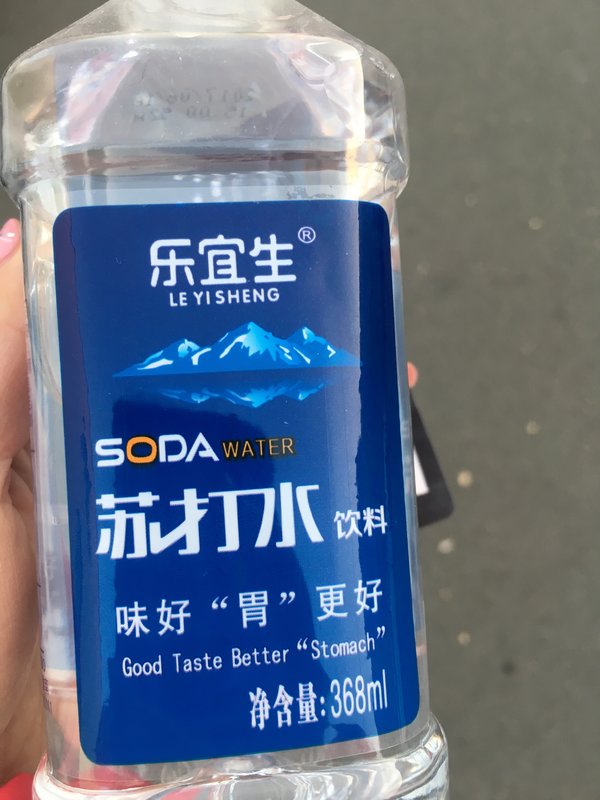 乐宜生®
LE YI SHENG
SODA WATER
苏打水 饮料
味好“胃”更好
Good Taste Better “Stomach”
净含量:368ml